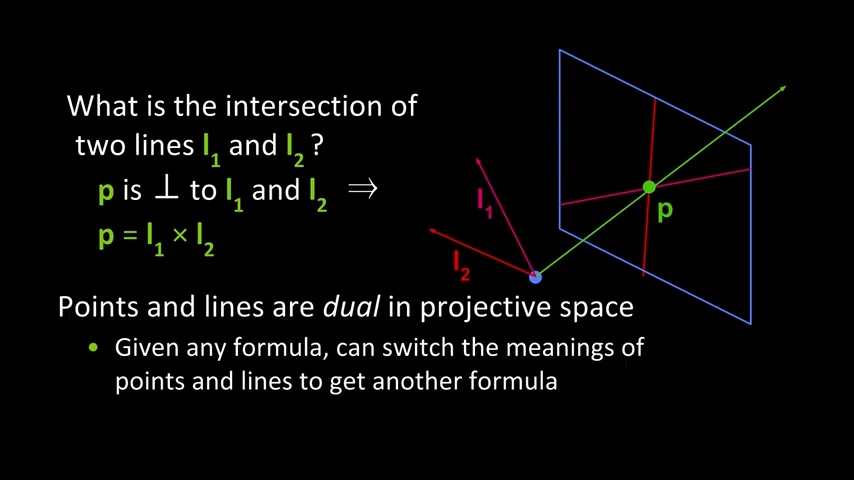 What is the intersection of
two lines l₁ and l₂ ?
p is ⊥ to l₁ and l₂ ⇒
p = l₁ × l₂
l₁
l₂
p
Points and lines are dual in projective space
• Given any formula, can switch the meanings of
points and lines to get another formula